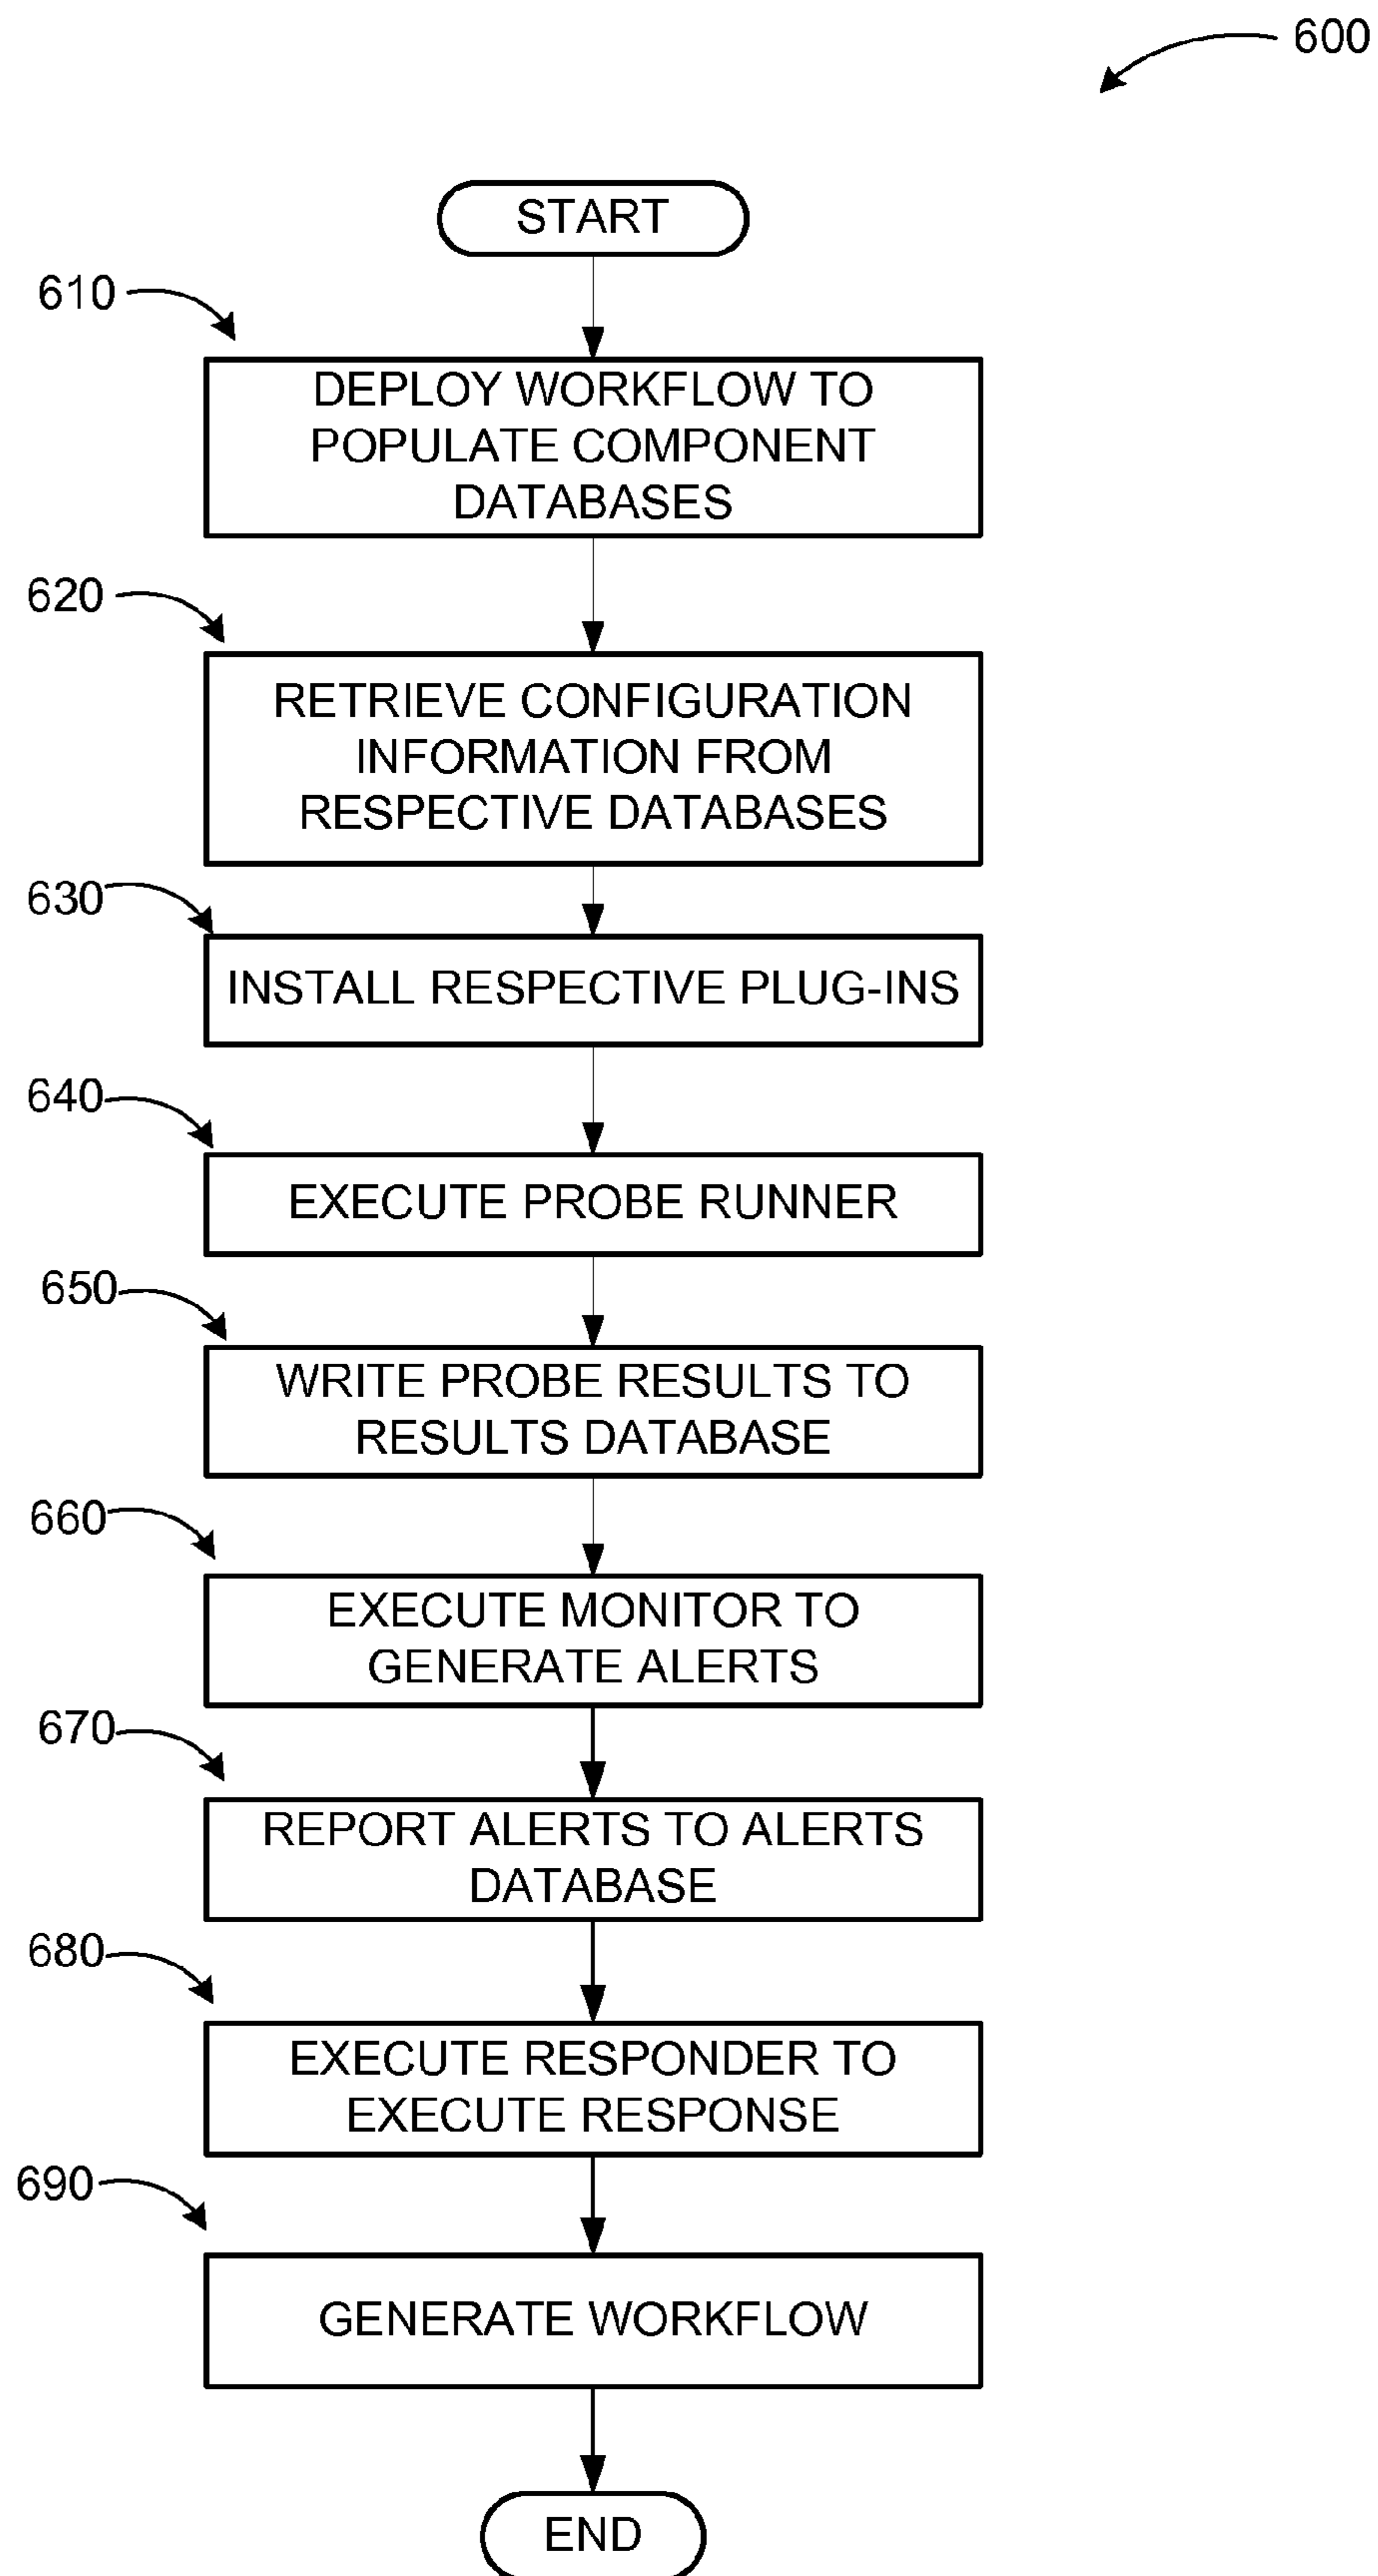 600
START
610
DEPLOY WORKFLOW TO
POPULATE COMPONENT
DATABASES
620
RETRIEVE CONFIGURATION
INFORMATION FROM
RESPECTIVE DATABASES
630
INSTALL RESPECTIVE PLUG-INS
640
EXECUTE PROBE RUNNER
650
WRITE PROBE RESULTS TO
RESULTS DATABASE
660
EXECUTE MONITOR TO
GENERATE ALERTS
670
REPORT ALERTS TO ALERTS
DATABASE
680
EXECUTE RESPONDER TO
EXECUTE RESPONSE
690
GENERATE WORKFLOW
END